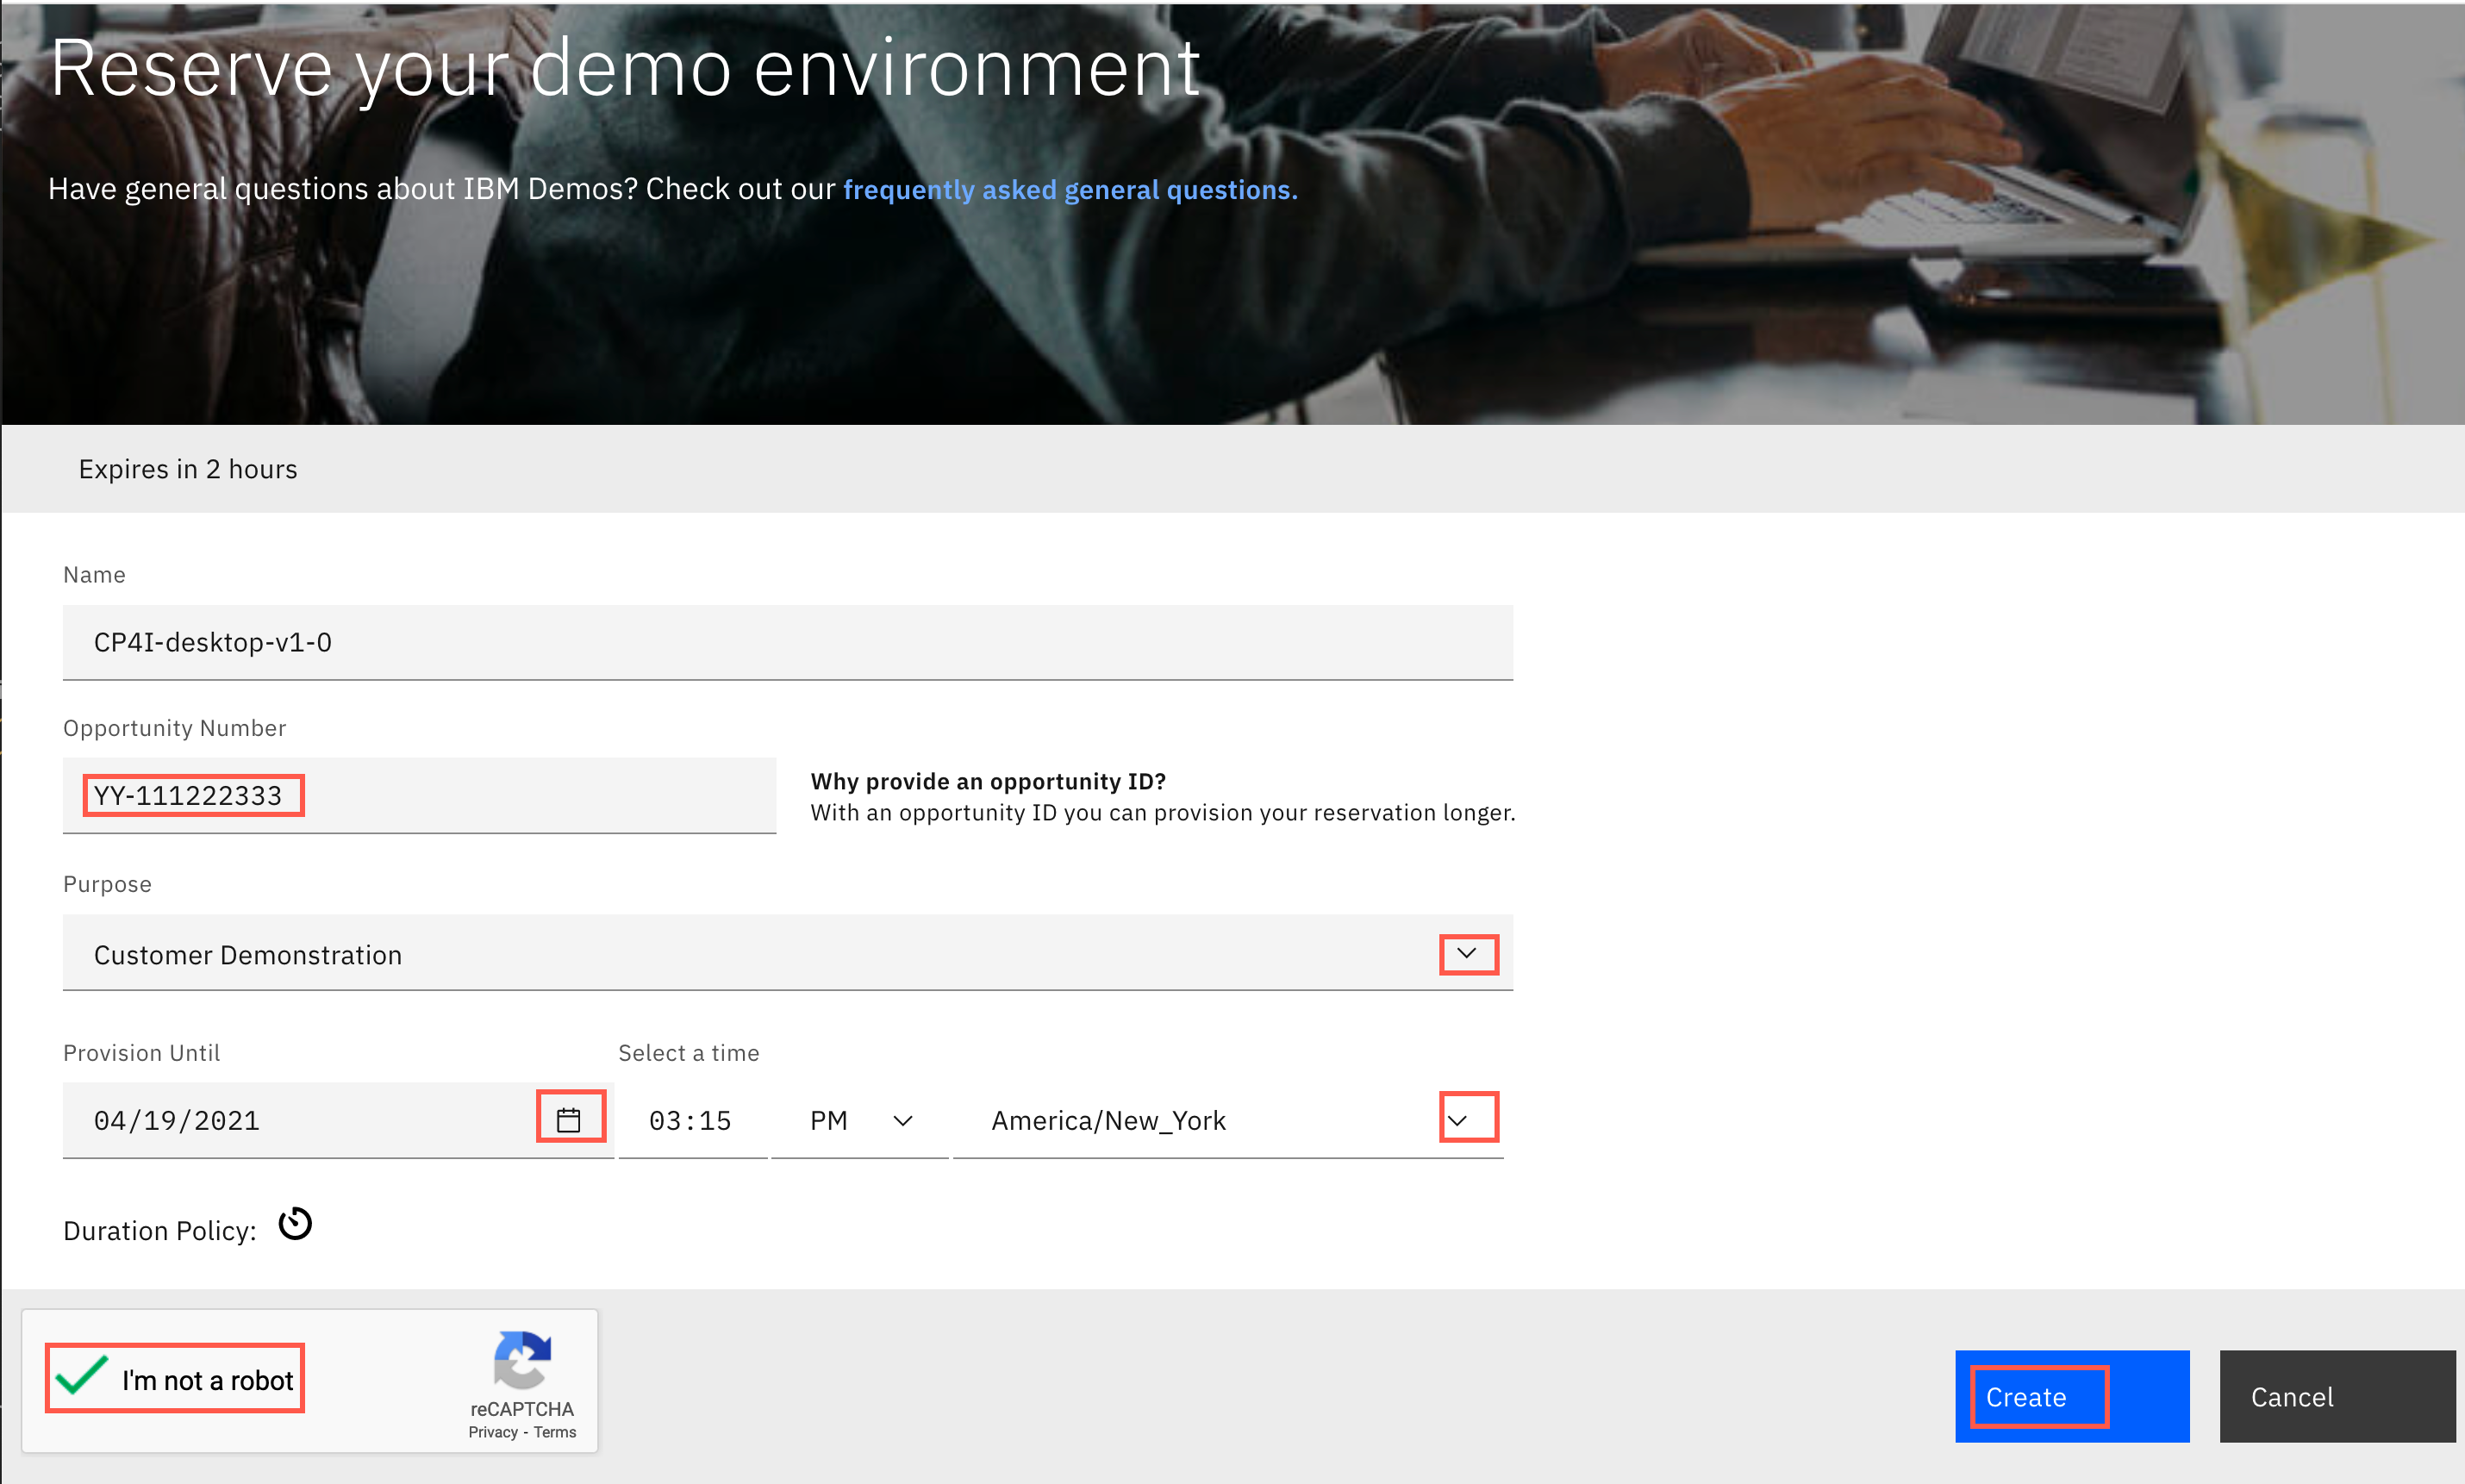 Reserve your demo environment
Have general questions about IBM Demos? Check out our frequently asked general questions.
Expires in 2 hours
Name
CP4I-desktop-v1-0
Opportunity Number
YY-111222333
Why provide an opportunity ID?
With an opportunity ID you can provision your reservation longer.
Purpose
Customer Demonstration
Provision Until
Select a time
04/19/2021
03:15
PM
America/New_York
Duration Policy:
I'm not a robot
reCAPTCHA
Privacy - Terms
Create
Cancel